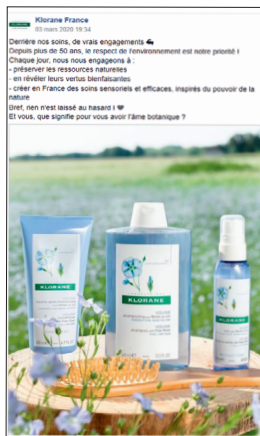 Klorane France
03 mars 2020 19:34
Derrière nos soins, de vrais engagements
Depuis plus de 50 ans, le respect de l'environnement est notre priorité !
Chaque jour, nous nous engageons à :
- préserver les ressources naturelles
- en révéler leurs vertus bienfaisantes
- créer en France des soins sensoriels et efficaces, inspirés du pouvoir de la
nature
Bref, rien n'est laissé au hasard !
Et vous, que signifie pour vous avoir l'âme botanique ?
KLORANE
KLORANE
KLORANE
VOLUME